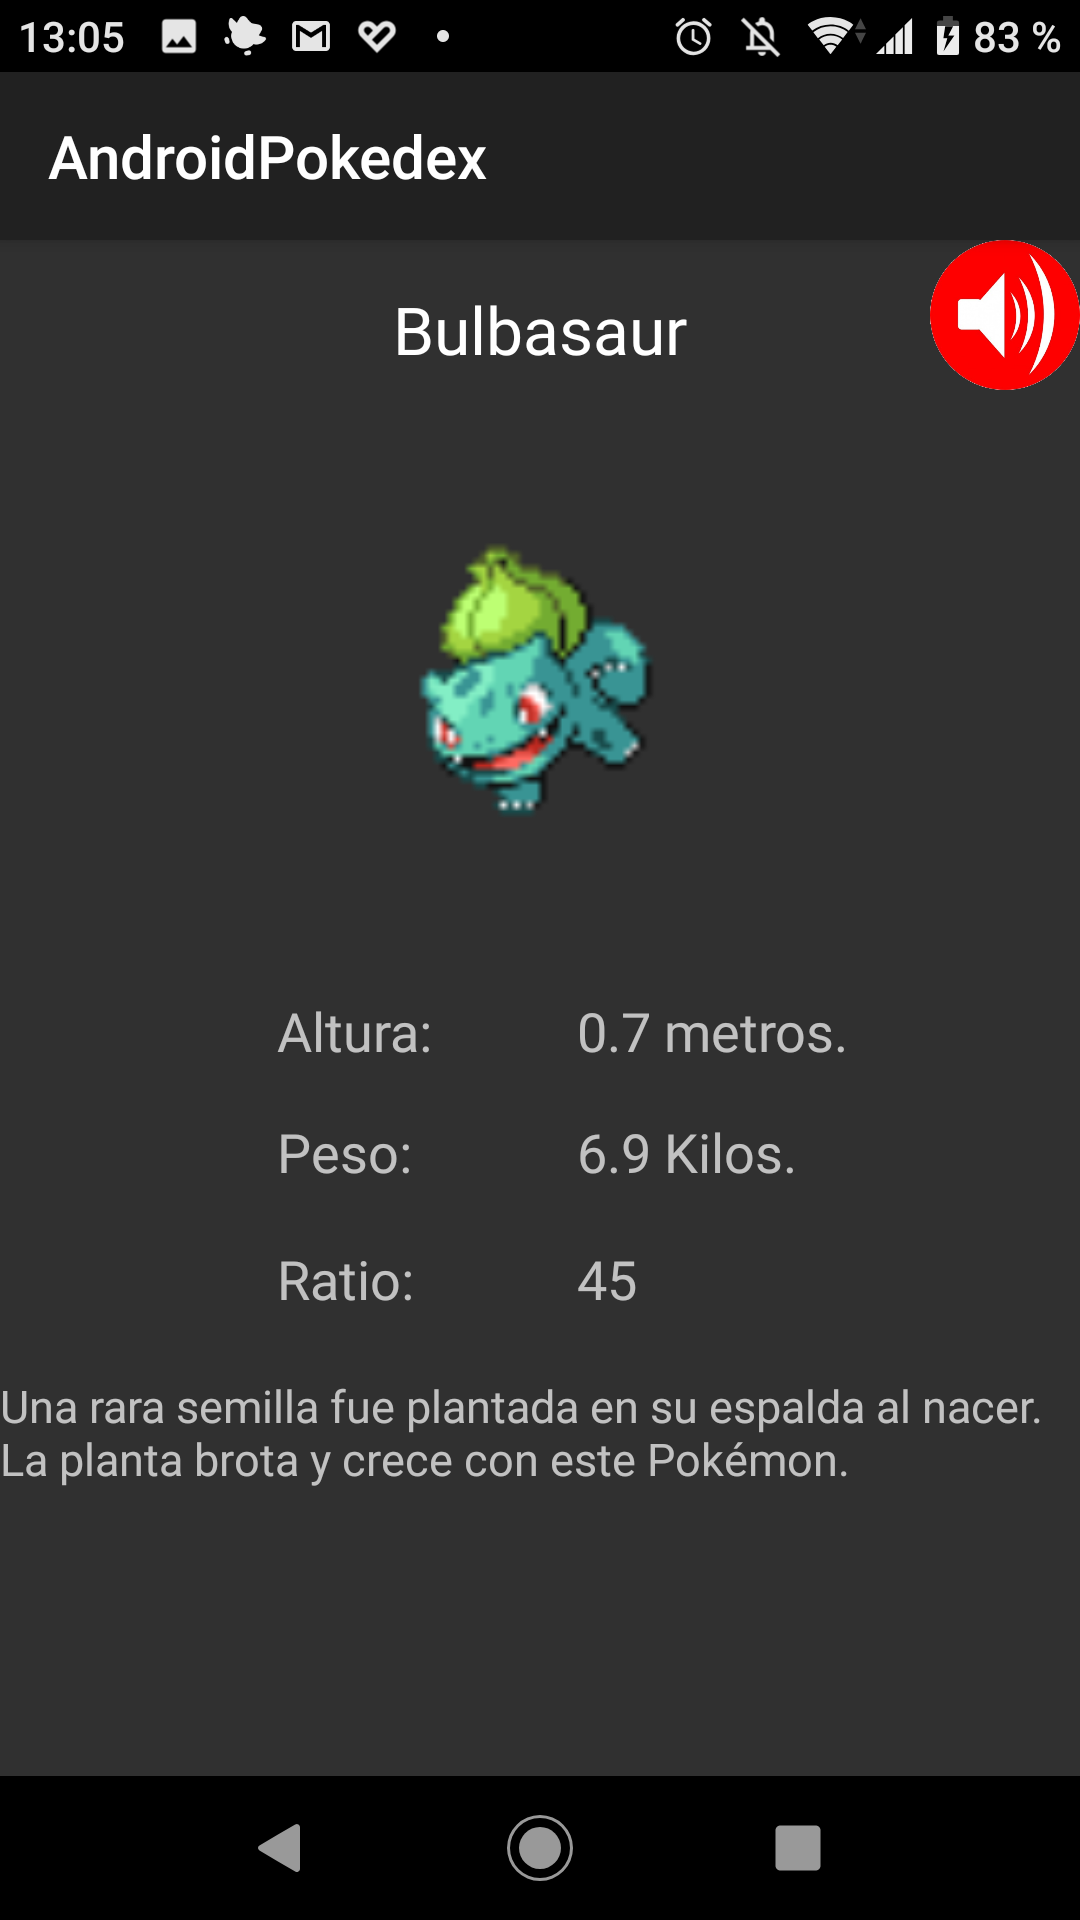 13:05 83 %
AndroidPokedex
Bulbasaur
Altura: 0.7 metros.
Peso: 6.9 Kilos.
Ratio: 45
Una rara semilla fue plantada en su espalda al nacer.
La planta brota y crece con este Pokémon.